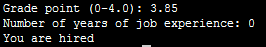 Grade point (0-4.0): 3.85
Number of years of job experience: 0
You are hired